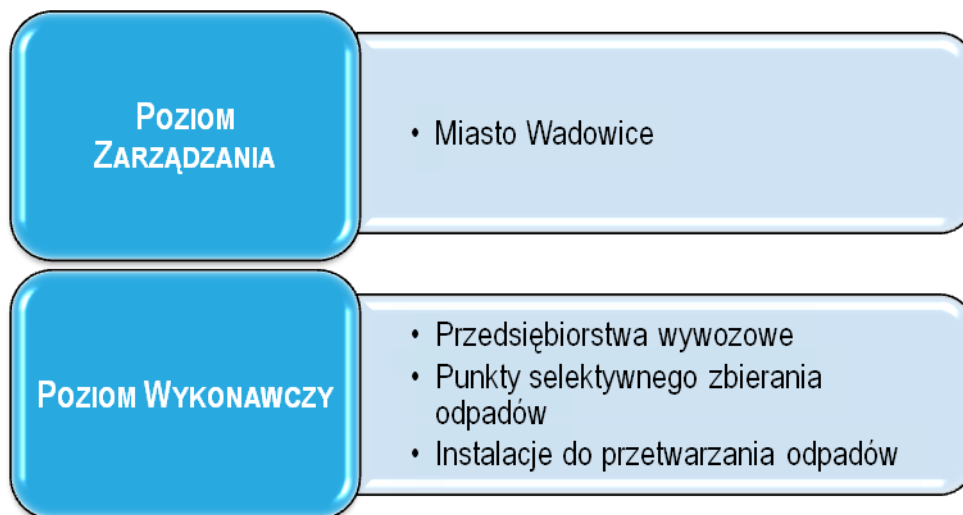 POZIOM
ZARZĄDZANIA
• Miasto Wadowice
POZIOM WYKONAWCZY
• Przedsiębiorstwa wywozowe
• Punkty selektywnego zbierania
odpadów
• Instalacje do przetwarzania odpadów